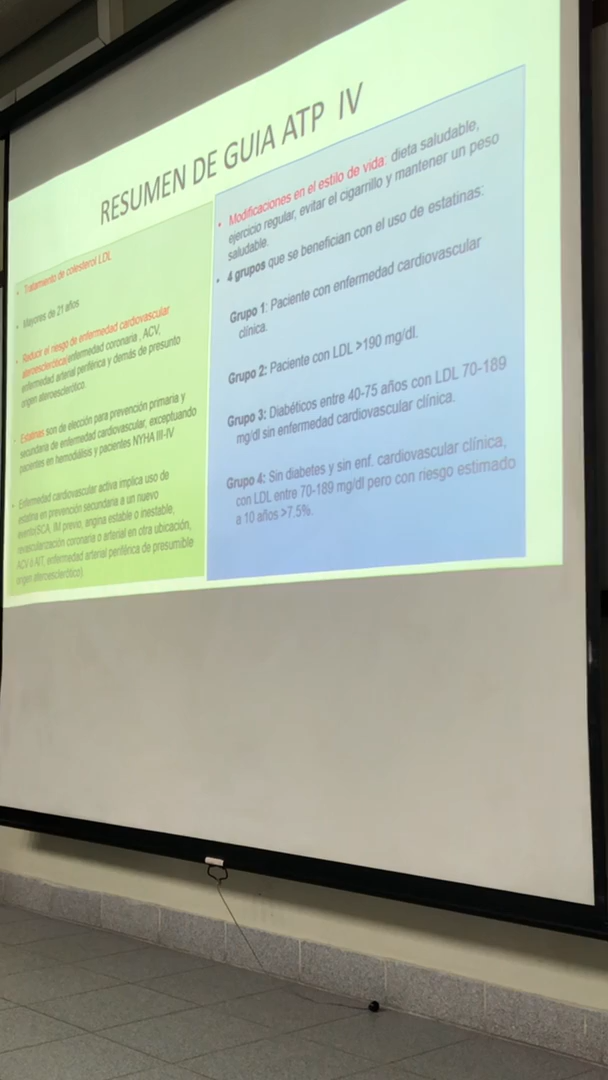 RESUMEN DE GUIA ATP IV
• Tratamiento de colesterol LDL
• Mayores de 21 años
• Reducir el riesgo de enfermedad cardiovascular
aterosclerótica(enfermedad coronaria , ACV,
enfermedad arterial periférica y demás de presunto
origen ateroesclerótico.
• Estatinas son de elección para prevención primaria y
secundaria de enfermedad cardiovascular, exceptuando
pacientes en hemodiálisis y pacientes NYHA III-IV
• Enfermedad cardiovascular activa implica uso de
estatina en prevención secundaria a un nuevo
evento(SCA, IM previo, angina estable o inestable,
revascularización coronaria o arterial en otra ubicación,
ACV ó AIT, enfermedad arterial periférica de presumible
origen ateroesclerótico)
• Modificaciones en el estilo de vida: dieta saludable,
ejercicio regular, evitar el cigarrillo y mantener un peso
saludable.
• 4 grupos que se benefician con el uso de estatinas:
Grupo 1: Paciente con enfermedad cardiovascular
clínica.
Grupo 2: Paciente con LDL >190 mg/dl.
Grupo 3: Diabéticos entre 40-75 años con LDL 70-189
mg/dl sin enfermedad cardiovascular clínica.
Grupo 4: Sin diabetes y sin enf. cardiovascular clínica,
con LDL entre 70-189 mg/dl pero con riesgo estimado
a 10 años >7.5%.